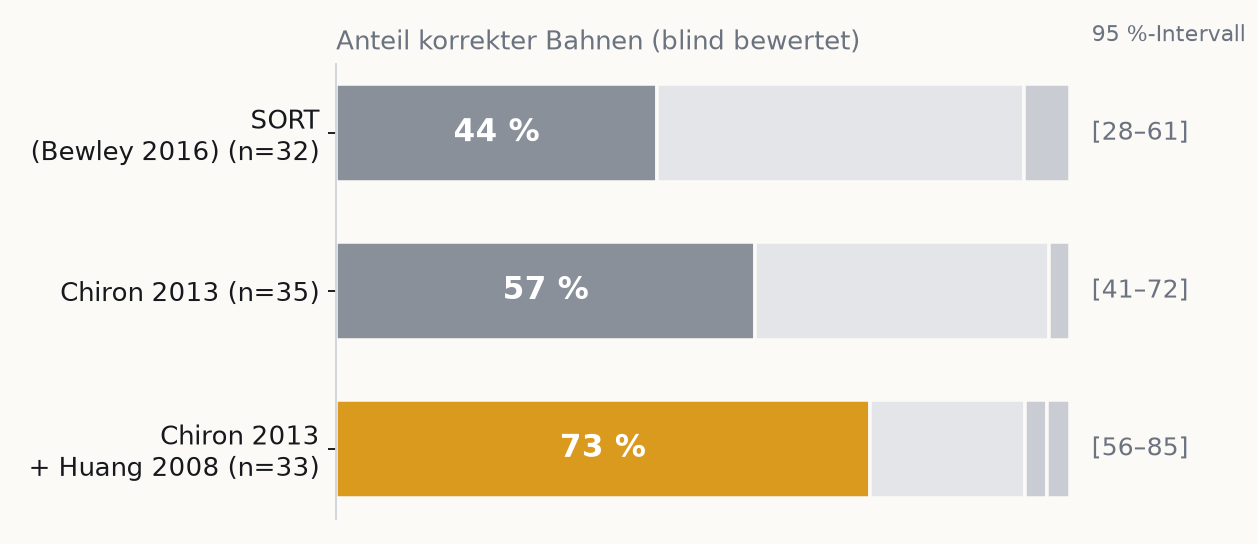 Anteil korrekter Bahnen (blind bewertet)
95 %-Intervall
SORT
(Bewley 2016) (n=32)
44 %
[28–61]
Chiron 2013 (n=35)
57 %
[41–72]
Chiron 2013
+ Huang 2008 (n=33)
73 %
[56–85]